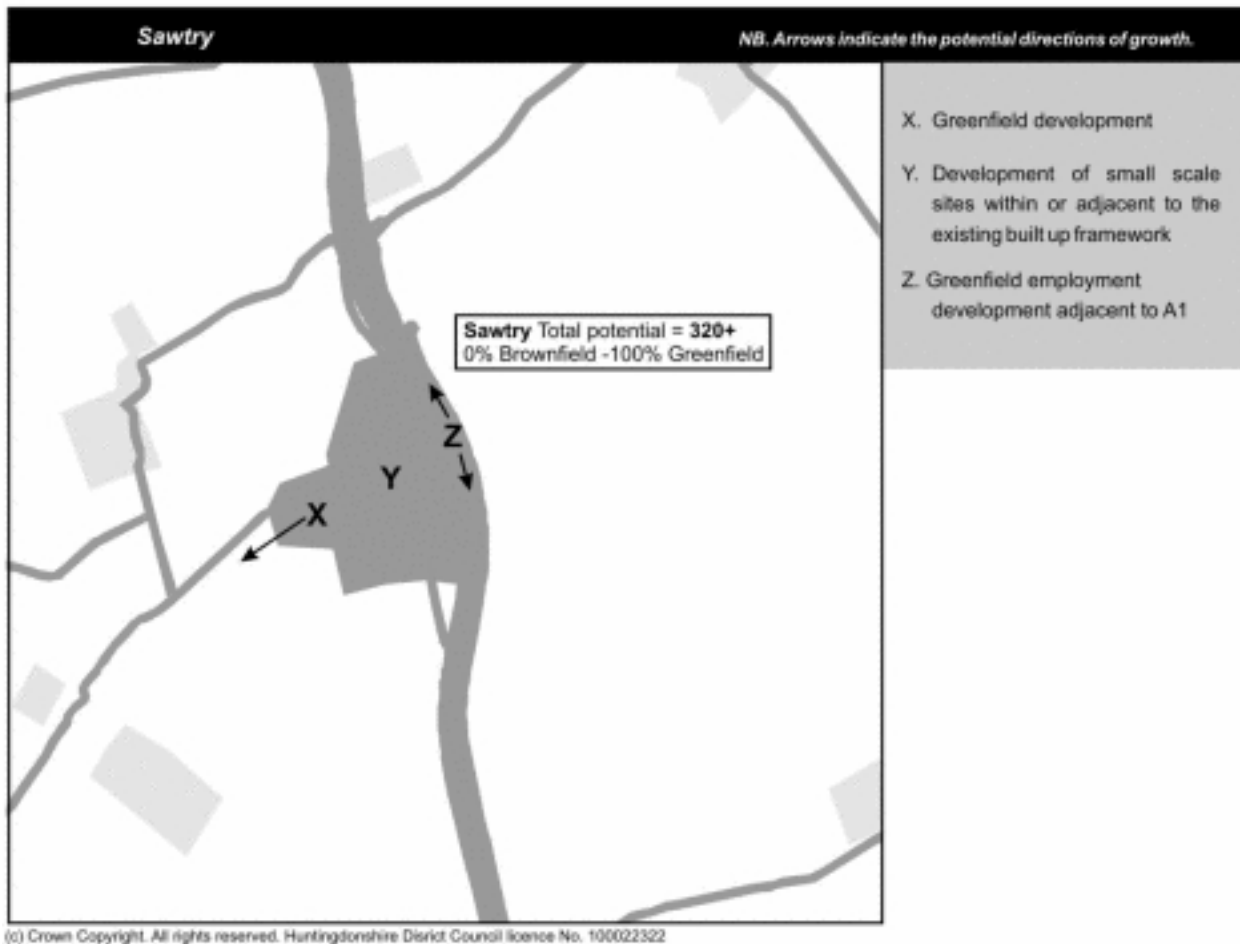 Sawtry
NB. Arrows indicate the potential directions of growth.
X. Greenfield development
Y. Development of small scale
sites within or adjacent to the
existing built up framework
Z. Greenfield employment
development adjacent to A1
Sawtry Total potential = 320+
0% Brownfield -100% Greenfield
Z
Y
X
(c) Crown Copyright. All rights reserved. Huntingdonshire Disrict Council licence No. 100022322